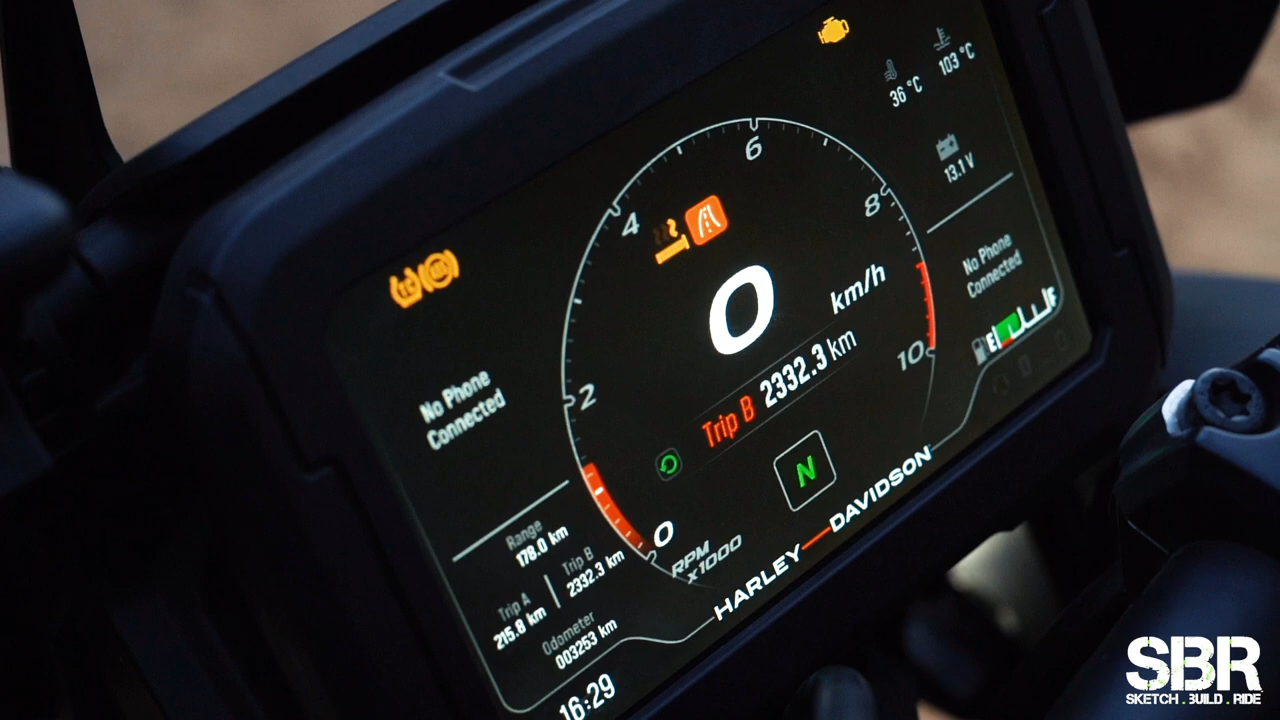 103 °C
36 °C
13.1 V
6
8
4
2
0
10
0
km/h
Trip B 2332.3 km
No Phone
Connected
No Phone
Connected
E F
N
RPM
x1000
HARLEY-DAVIDSON
Range
178.0 km
Trip A
215.8 km
Trip B
2332.3 km
Odometer
003253 km
16:29
SBR
SKETCH.BUILD.RIDE